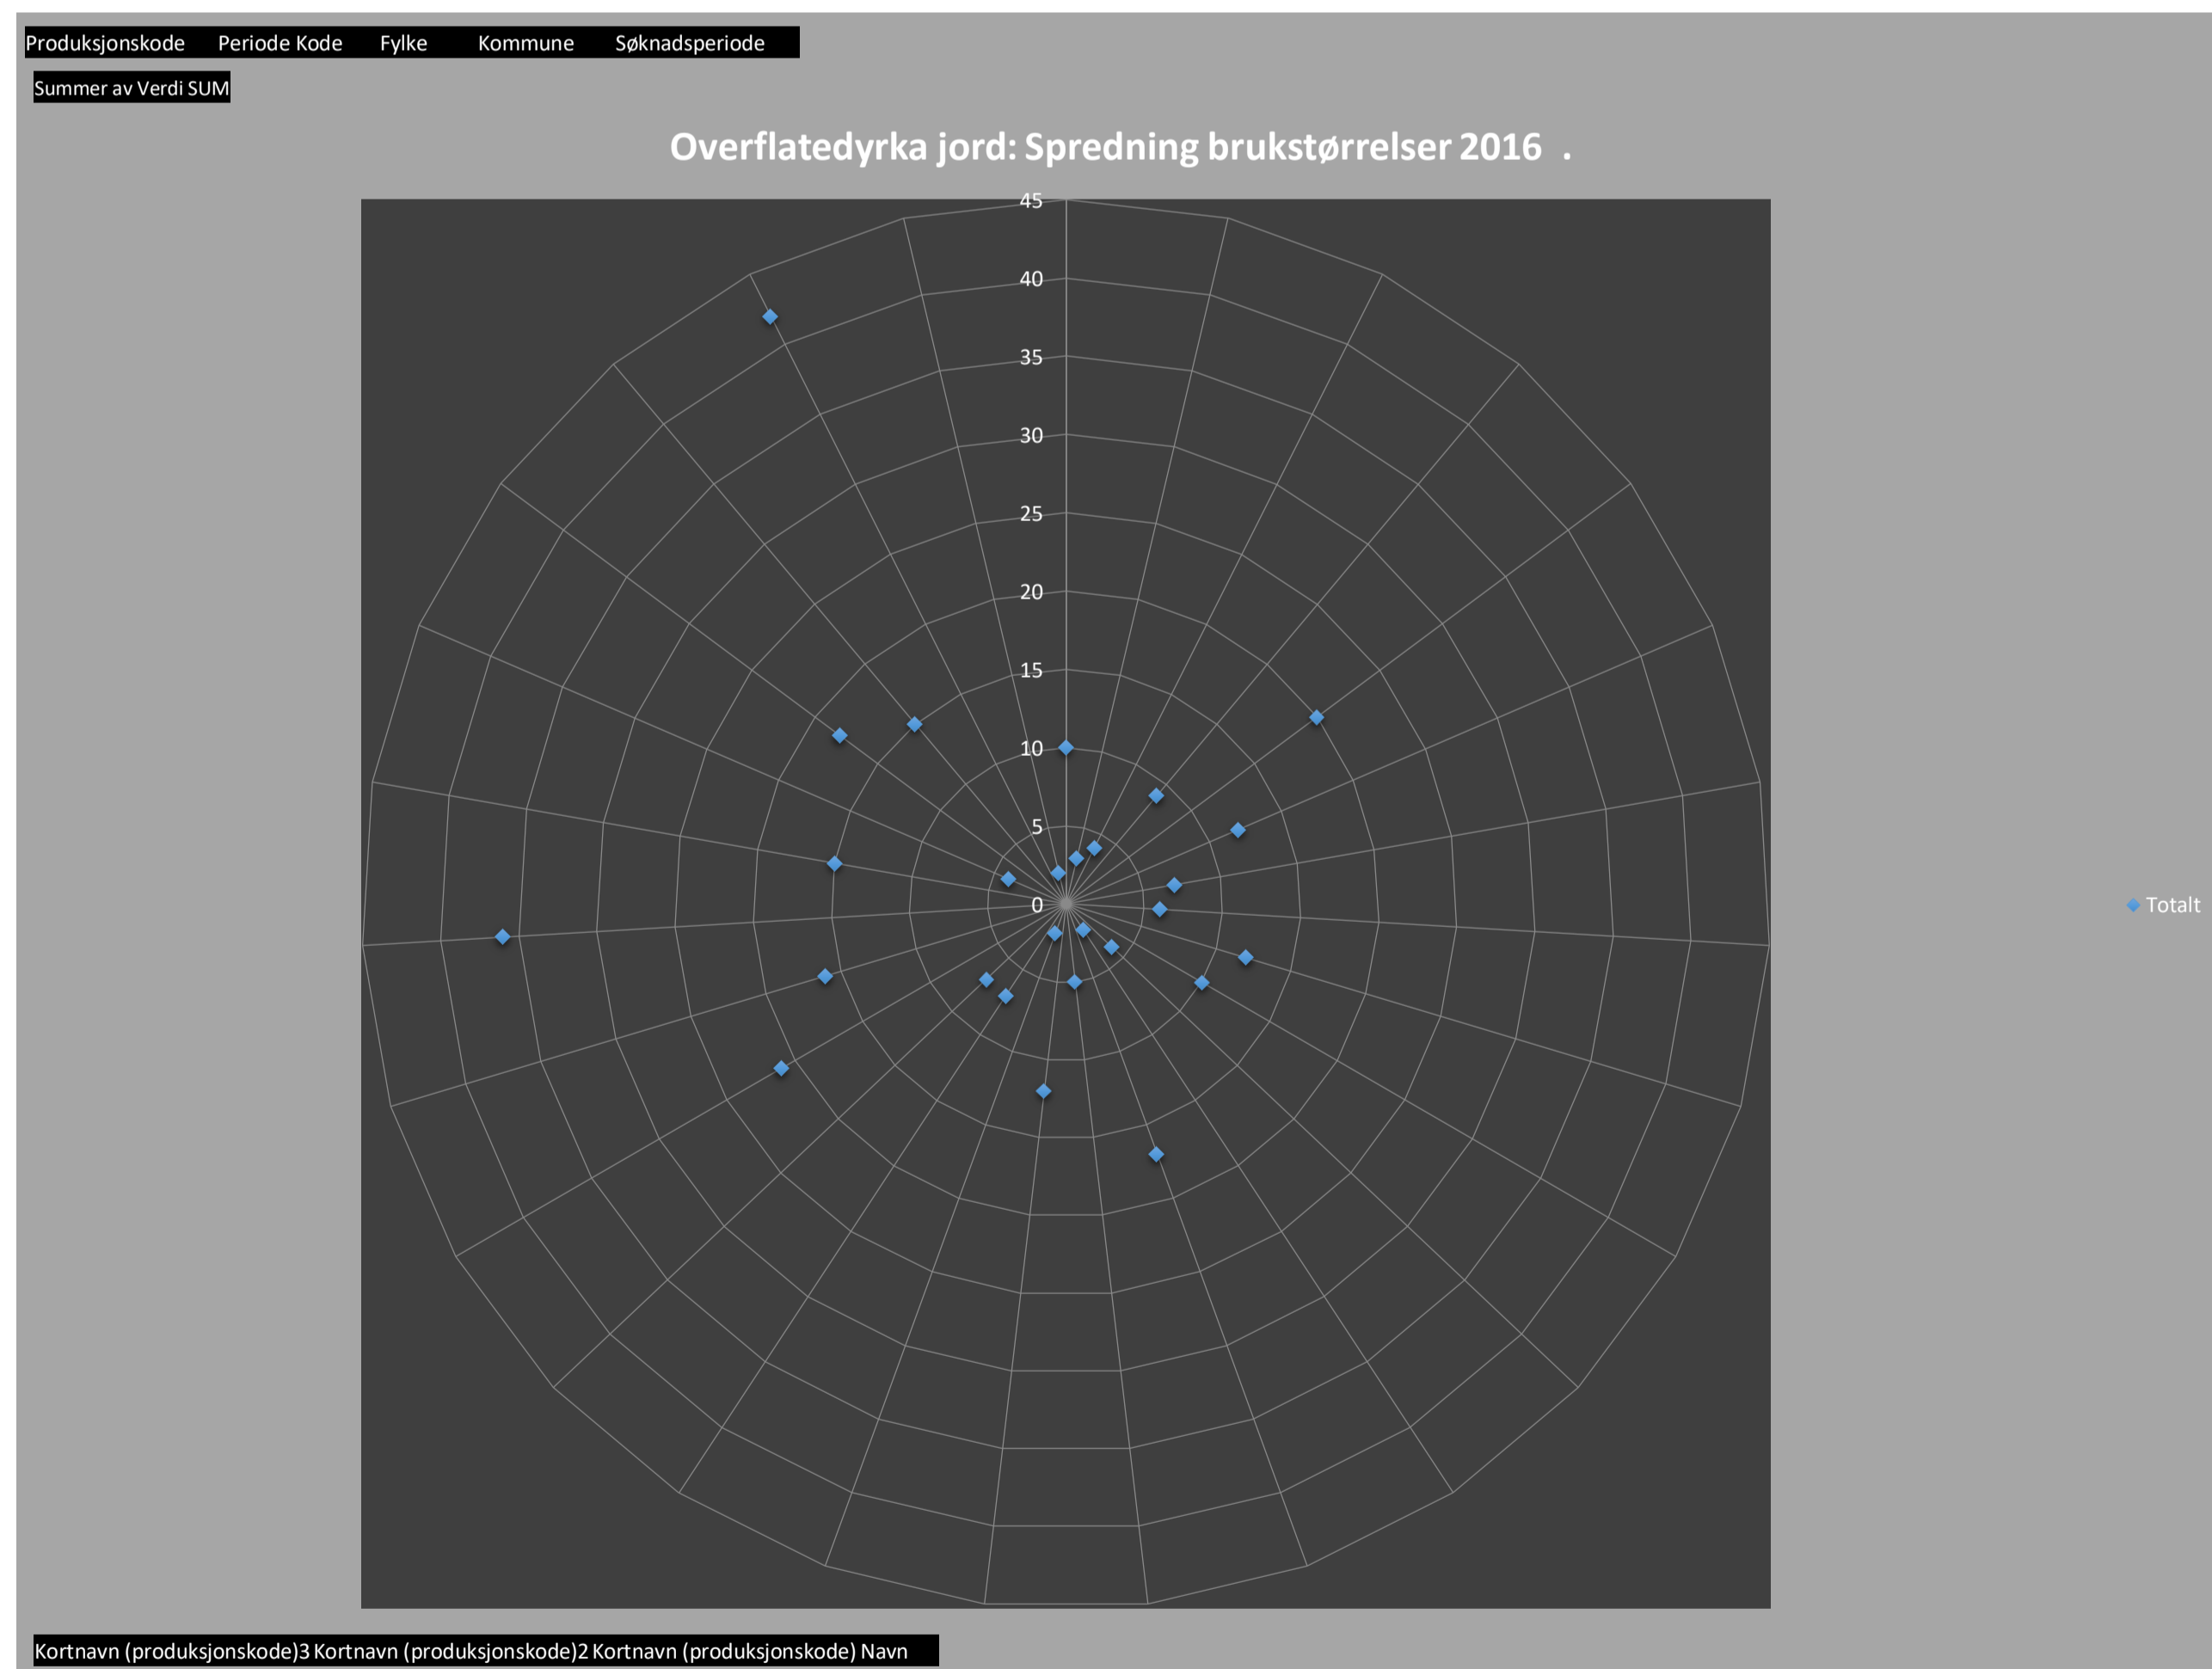 Produksjonskode Periode Kode Fylke Kommune Søknadsperiode
Summer av Verdi SUM
Overflatedyrka jord: Spredning brukstørrelser 2016 .
45
40
35
30
25
20
15
10
5
0
Totalt
Kortnavn (produksjonskode)3 Kortnavn (produksjonskode)2 Kortnavn (produksjonskode) Navn